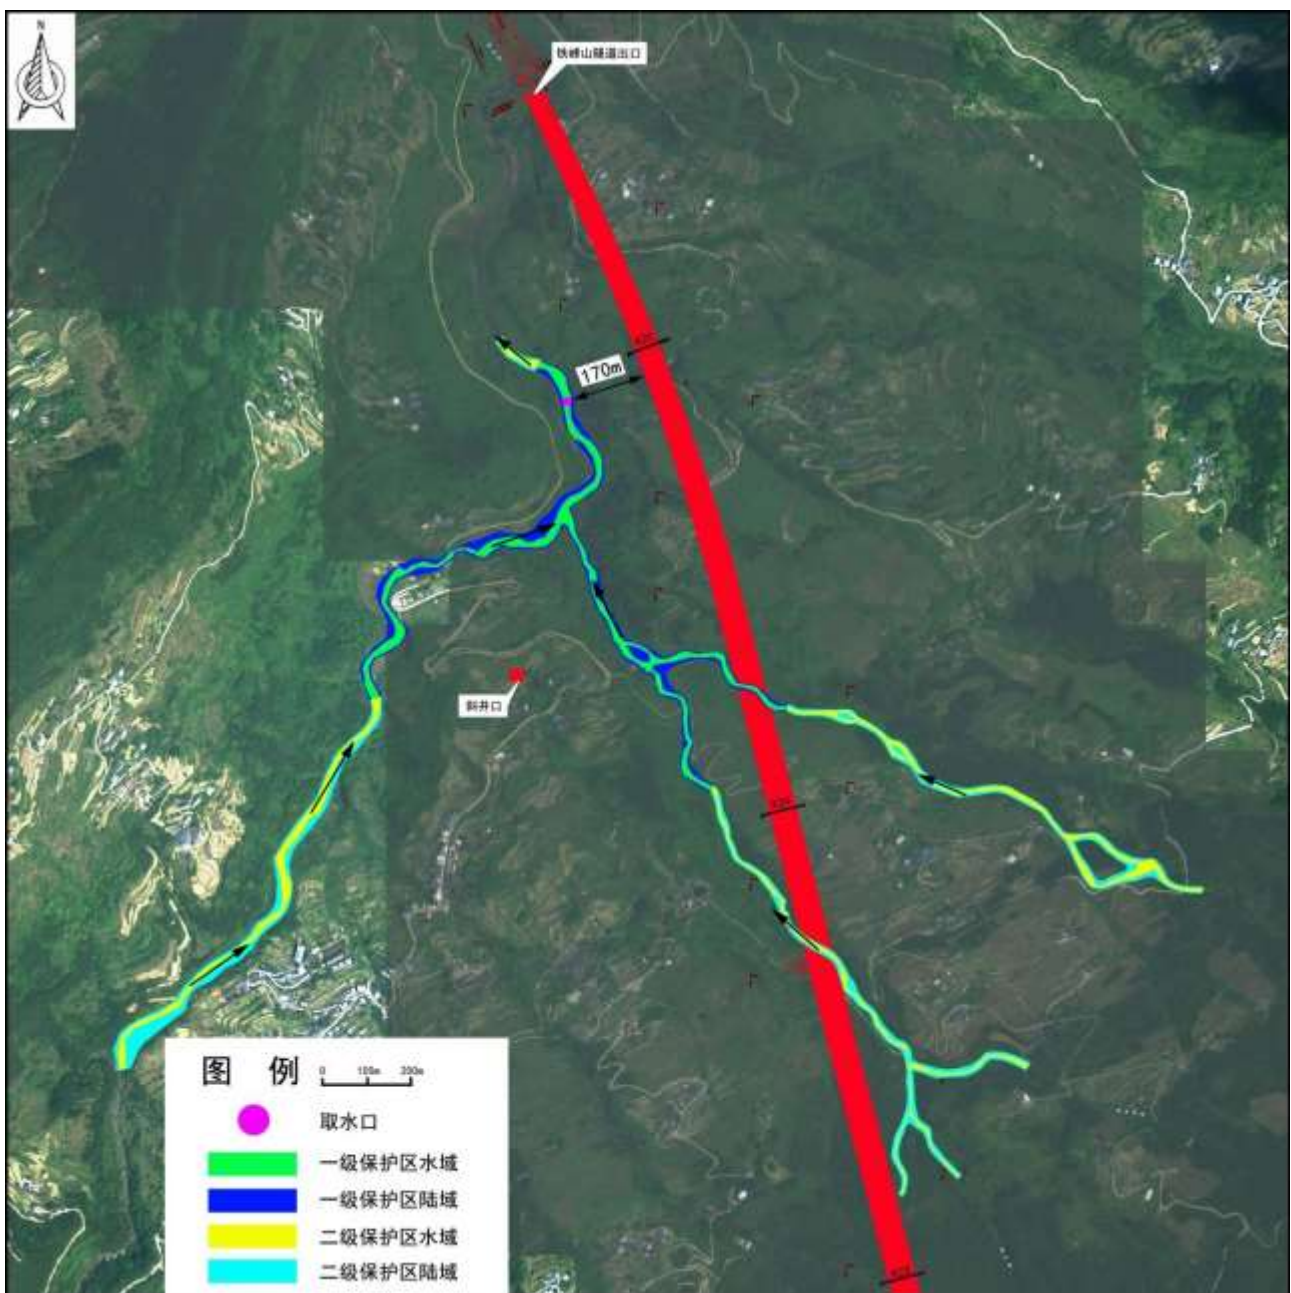 N
铁峰山隧道出口
170m
斜井口
图 例
0 100m 200m
取水口
一级保护区水域
一级保护区陆域
二级保护区水域
二级保护区陆域